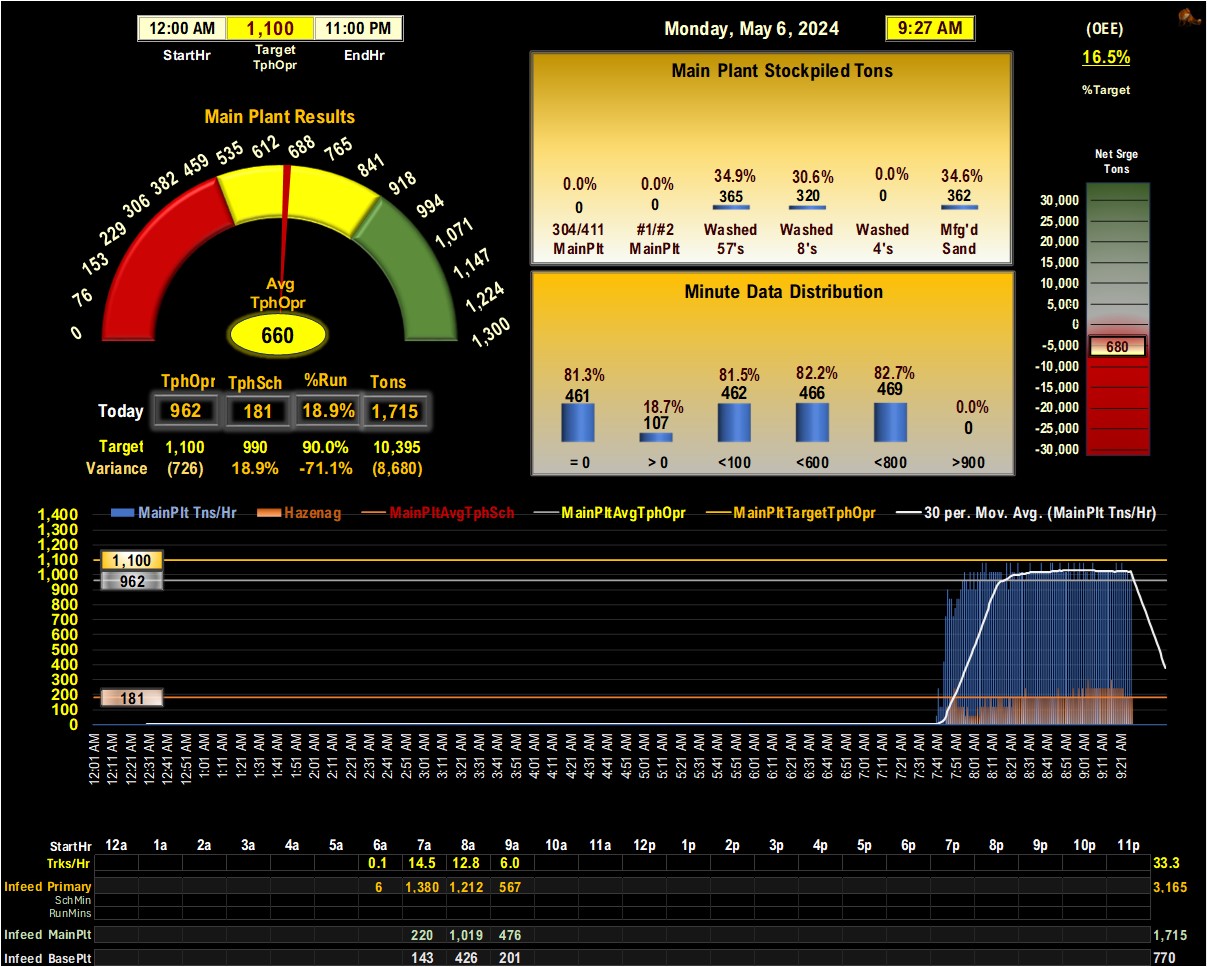 12:00 AM 1,100 11:00 PM
StartHr Target TphOpr EndHr
Monday, May 6, 2024 9:27 AM
(OEE)
16.5%
%Target
Main Plant Results
0 76 153 229 306 382 459 535 612 688 765 841 918 994 1,071 1,147 1,224 1,300
Avg
TphOpr
660
TphOpr TphSch %Run Tons
Today 962 181 18.9% 1,715
Target 1,100 990 90.0% 10,395
Variance (726) 18.9% -71.1% (8,680)
Main Plant Stockpiled Tons
0.0% 0.0% 34.9% 30.6% 0.0% 34.6%
0 0 365 320 0 362
304/411 #1/#2 Washed Washed Washed Mfg'd
MainPlt MainPlt 57's 8's 4's Sand
Minute Data Distribution
81.3% 18.7% 81.5% 82.2% 82.7% 0.0%
461 107 462 466 469 0
= 0 > 0 <100 <600 <800 >900
Net Srge
Tons
30,000
25,000
20,000
15,000
10,000
5,000
0
-5,000
680
-10,000
-15,000
-20,000
-25,000
-30,000
MainPlt Tns/Hr Hazenag MainPltAvgTphSch MainPltAvgTphOpr MainPltTargetTphOpr 30 per. Mov. Avg. (MainPlt Tns/Hr)
1,400
1,300
1,200
1,100 1,100
1,000 962
900
800
700
600
500
400
300
200 181
100
0
12:01 AM 12:11 AM 12:21 AM 12:31 AM 12:41 AM 12:51 AM 1:01 AM 1:11 AM 1:21 AM 1:31 AM 1:41 AM 1:51 AM 2:01 AM 2:11 AM 2:21 AM 2:31 AM 2:41 AM 2:51 AM 3:01 AM 3:11 AM 3:21 AM 3:31 AM 3:41 AM 3:51 AM 4:01 AM 4:11 AM 4:21 AM 4:31 AM 4:41 AM 4:51 AM 5:01 AM 5:11 AM 5:21 AM 5:31 AM 5:41 AM 5:51 AM 6:01 AM 6:11 AM 6:21 AM 6:31 AM 6:41 AM 6:51 AM 7:01 AM 7:11 AM 7:21 AM 7:31 AM 7:41 AM 7:51 AM 8:01 AM 8:11 AM 8:21 AM 8:31 AM 8:41 AM 8:51 AM 9:01 AM 9:11 AM 9:21 AM
StartHr 12a 1a 2a 3a 4a 5a 6a 7a 8a 9a 10a 11a 12p 1p 2p 3p 4p 5p 6p 7p 8p 9p 10p 11p
Trks/Hr 0.1 14.5 12.8 6.0 33.3
Infeed Primary 6 1,380 1,212 567 3,165
SchMin
RunMins
Infeed MainPlt 220 1,019 476 1,715
Infeed BasePlt 143 426 201 770